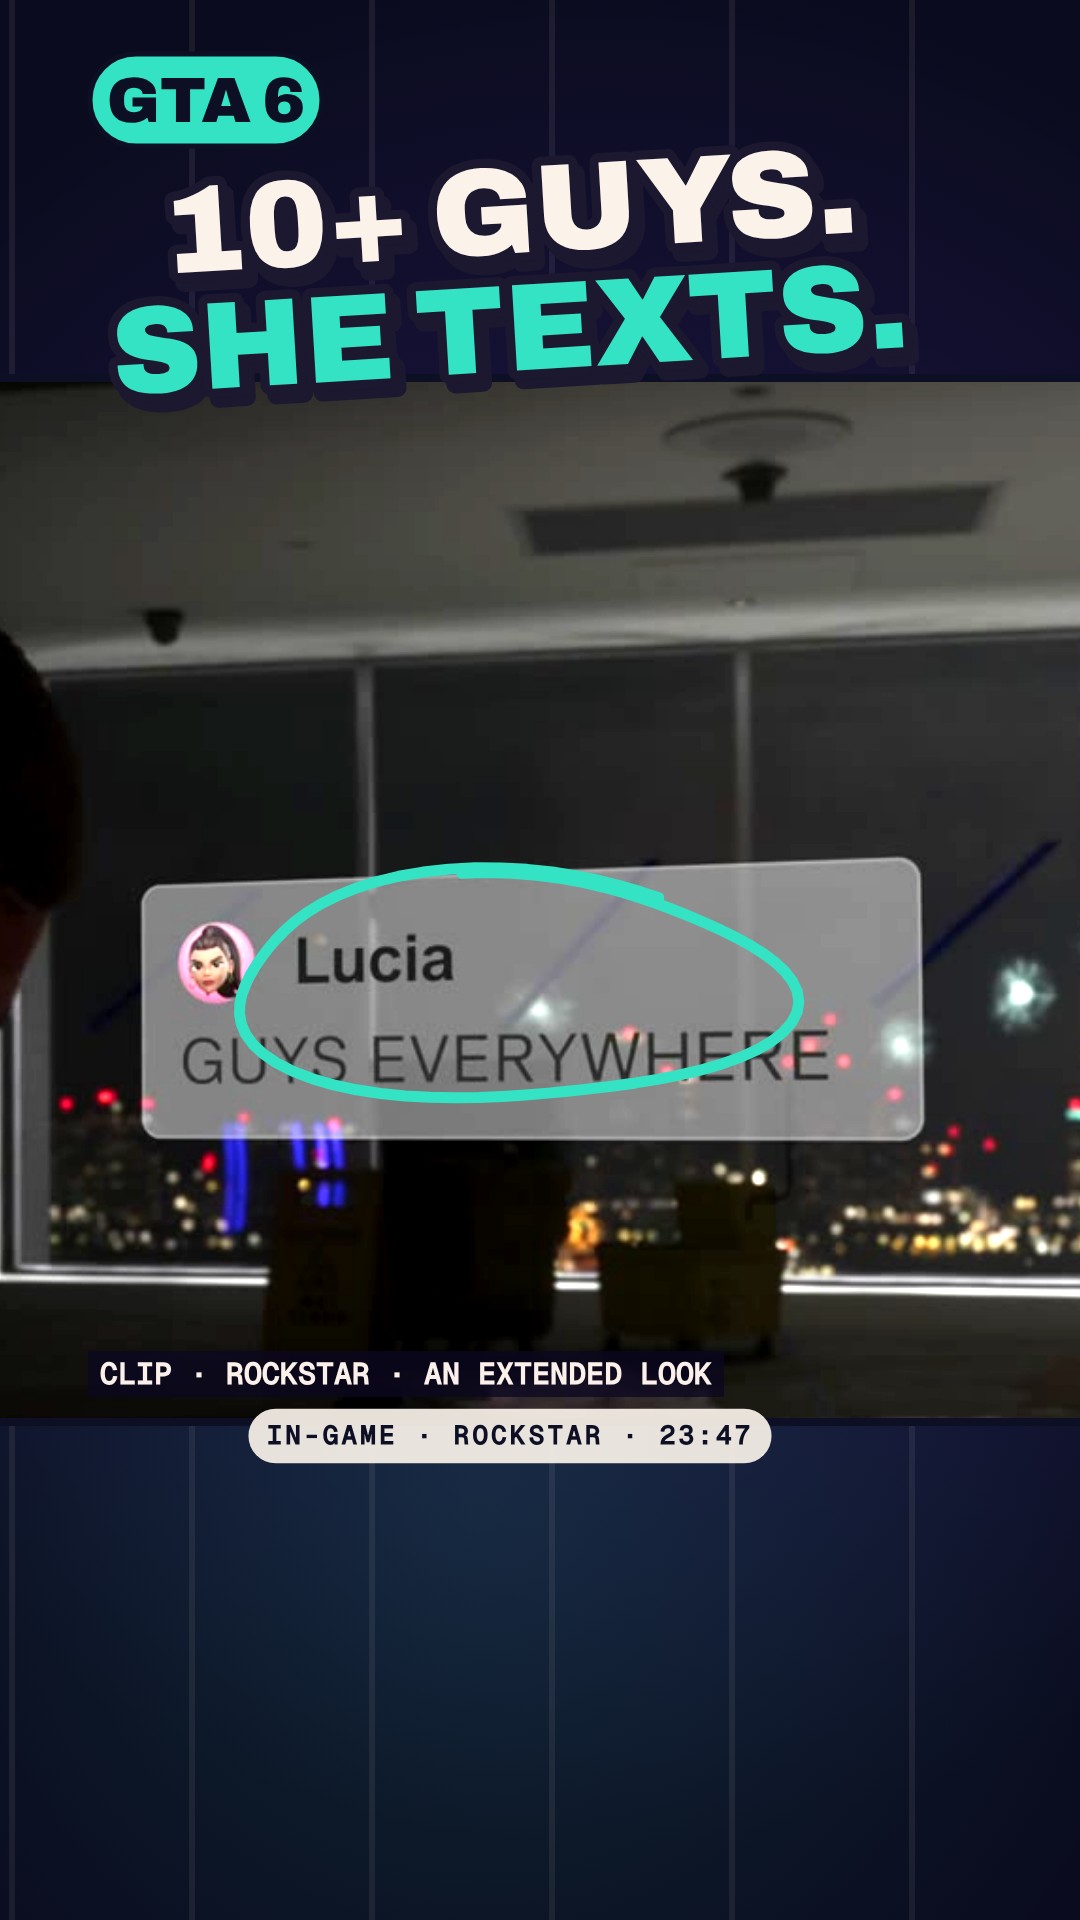 GTA 6
10+ GUYS.
SHE TEXTS.
Lucia
GUYS EVERYWHERE
CLIP · ROCKSTAR · AN EXTENDED LOOK
IN-GAME · ROCKSTAR · 23:47